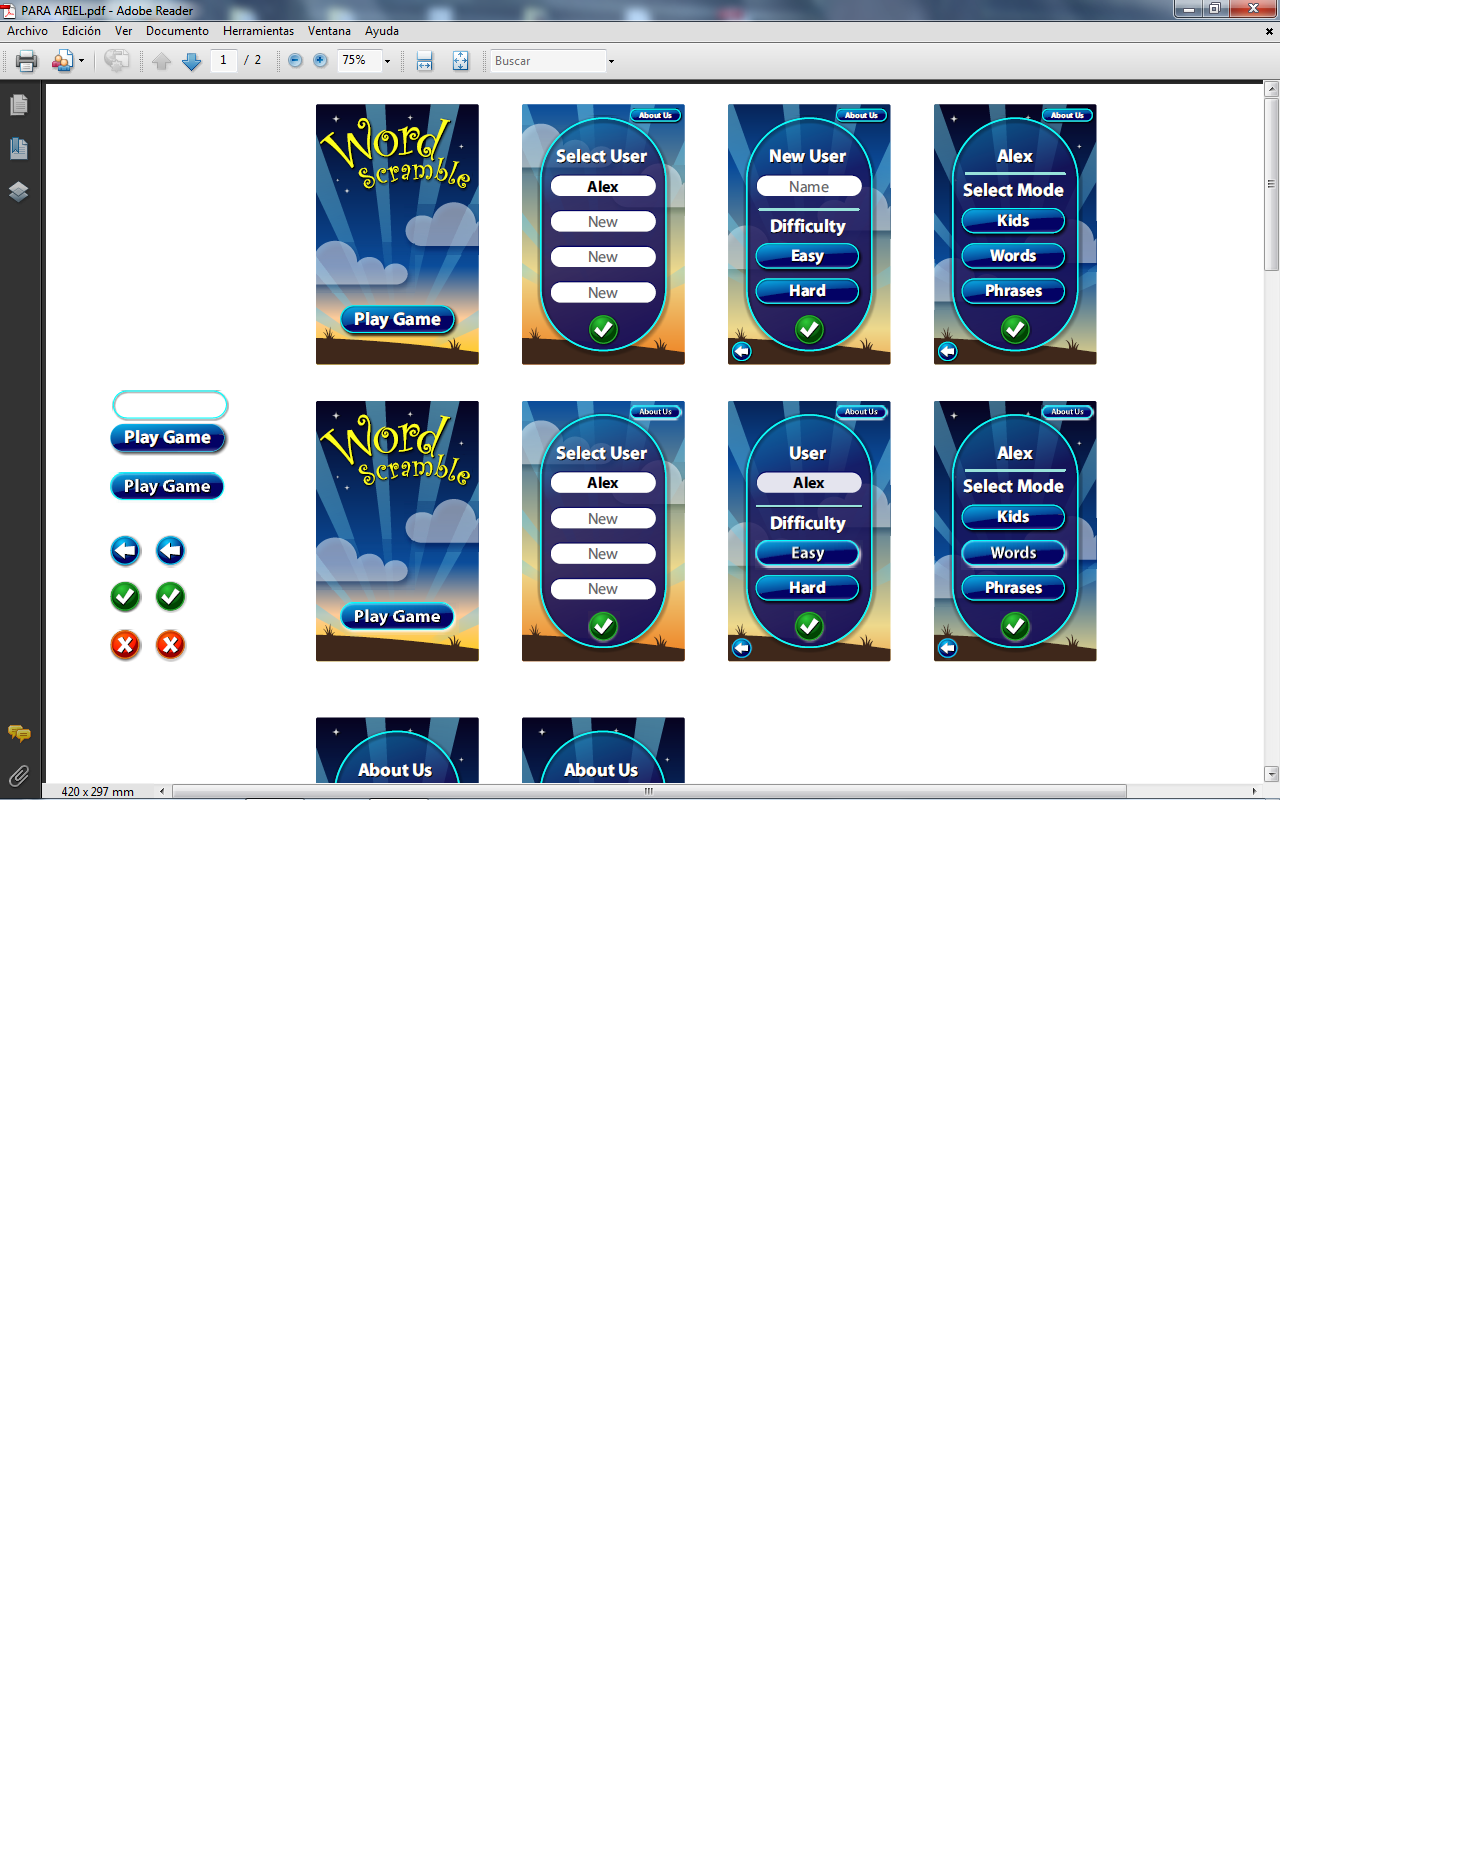 PARA ARIEL.pdf - Adobe Reader
Archivo Edición Ver Documento Herramientas Ventana Ayuda
1 / 2 75% Buscar
Word
Scramble
Play Game
About Us
Select User
Alex
New
New
New
About Us
New User
Name
Difficulty
Easy
Hard
About Us
Alex
Select Mode
Kids
Words
Phrases
Play Game
Play Game
Word
Scramble
Play Game
About Us
Select User
Alex
New
New
New
About Us
User
Alex
Difficulty
Easy
Hard
About Us
Alex
Select Mode
Kids
Words
Phrases
About Us
About Us
420 x 297 mm